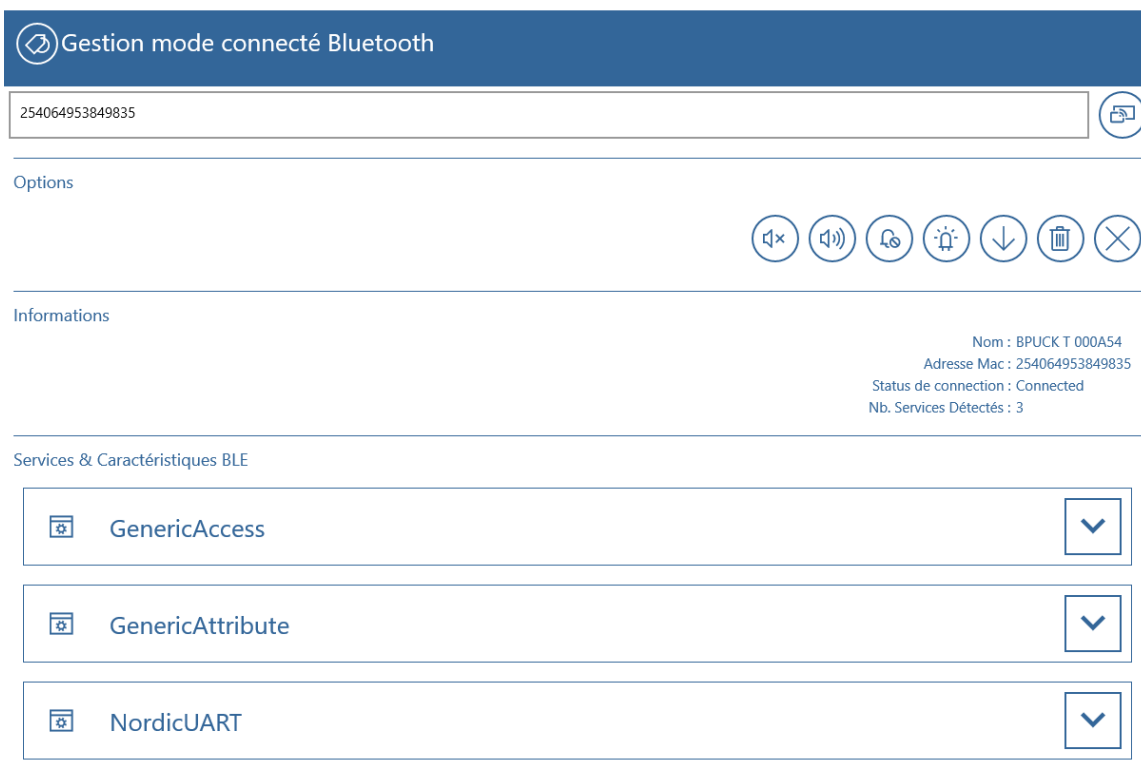 Gestion mode connecté Bluetooth
254064953849835
Options
Informations
Nom : BPUCK T 000A54
Adresse Mac : 254064953849835
Status de connection : Connected
Nb. Services Détectés : 3
Services & Caractéristiques BLE
GenericAccess
GenericAttribute
NordicUART